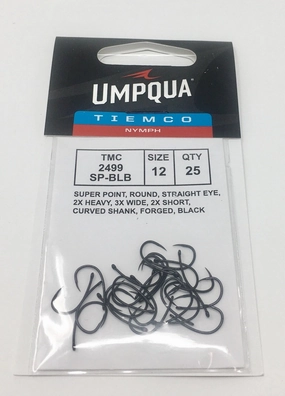 UMPQUA
TIEMCO
NYMPH
TMC 2499 SP-BLB
SIZE 12
QTY 25
SUPER POINT, ROUND, STRAIGHT EYE,
2X HEAVY, 3X WIDE, 2X SHORT,
CURVED SHANK, FORGED, BLACK